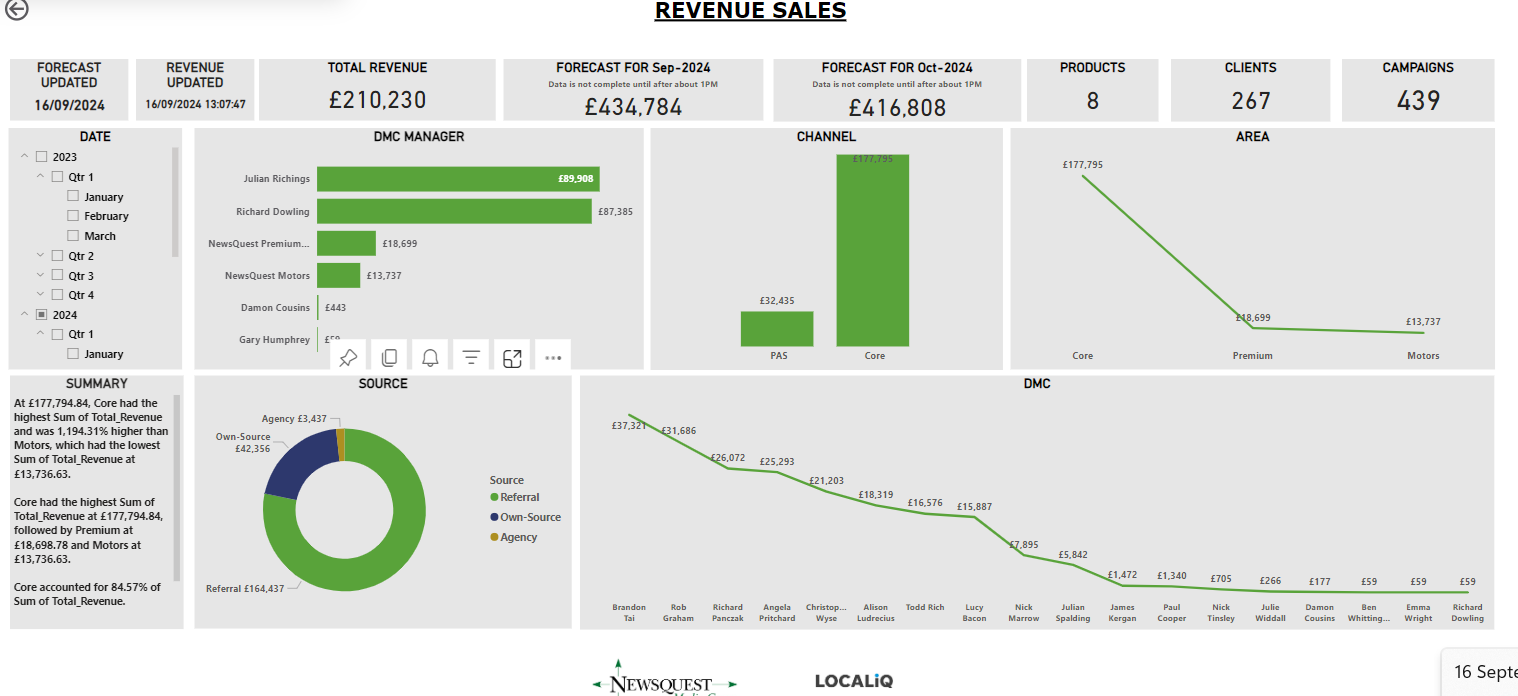 REVENUE SALES
FORECAST
UPDATED
16/09/2024
REVENUE
UPDATED
16/09/2024 13:07:47
TOTAL REVENUE
£210,230
FORECAST FOR Sep-2024
Data is not complete until after about 1PM
£434,784
FORECAST FOR Oct-2024
Data is not complete until after about 1PM
£416,808
PRODUCTS
8
CLIENTS
267
CAMPAIGNS
439
DATE
2023
Qtr 1
January
February
March
Qtr 2
Qtr 3
Qtr 4
2024
Qtr 1
January
DMC MANAGER
Julian Richings £89,908
Richard Dowling £87,385
NewsQuest Premium... £18,699
NewsQuest Motors £13,737
Damon Cousins £443
Gary Humphrey
CHANNEL
£177,795
£32,435
PAS Core
AREA
£177,795
£18,699
£13,737
Core Premium Motors
SUMMARY
At £177,794.84, Core had the
highest Sum of Total_Revenue
and was 1,194.31% higher than
Motors, which had the lowest
Sum of Total_Revenue at
£13,736.63.
Core had the highest Sum of
Total_Revenue at £177,794.84,
followed by Premium at
£18,698.78 and Motors at
£13,736.63.
Core accounted for 84.57% of
Sum of Total_Revenue.
SOURCE
Agency £3,437
Own-Source
£42,356
Referral £164,437
Source
Referral
Own-Source
Agency
DMC
£37,321
£31,686
£26,072
£25,293
£21,203
£18,319
£16,576
£15,887
£7,895
£5,842
£1,472
£1,340
£705
£266
£177
£59
£59
£59
Brandon Tai
Rob Graham
Richard Panczak
Angela Pritchard
Christop... Wyse
Alison Ludrecius
Todd Rich
Lucy Bacon
Nick Marrow
Julian Spalding
James Kergan
Paul Cooper
Nick Tinsley
Julie Widdall
Damon Cousins
Ben Whitting...
Emma Wright
Richard Dowling
NEWSQUEST
LOCALiQ
16 Septe